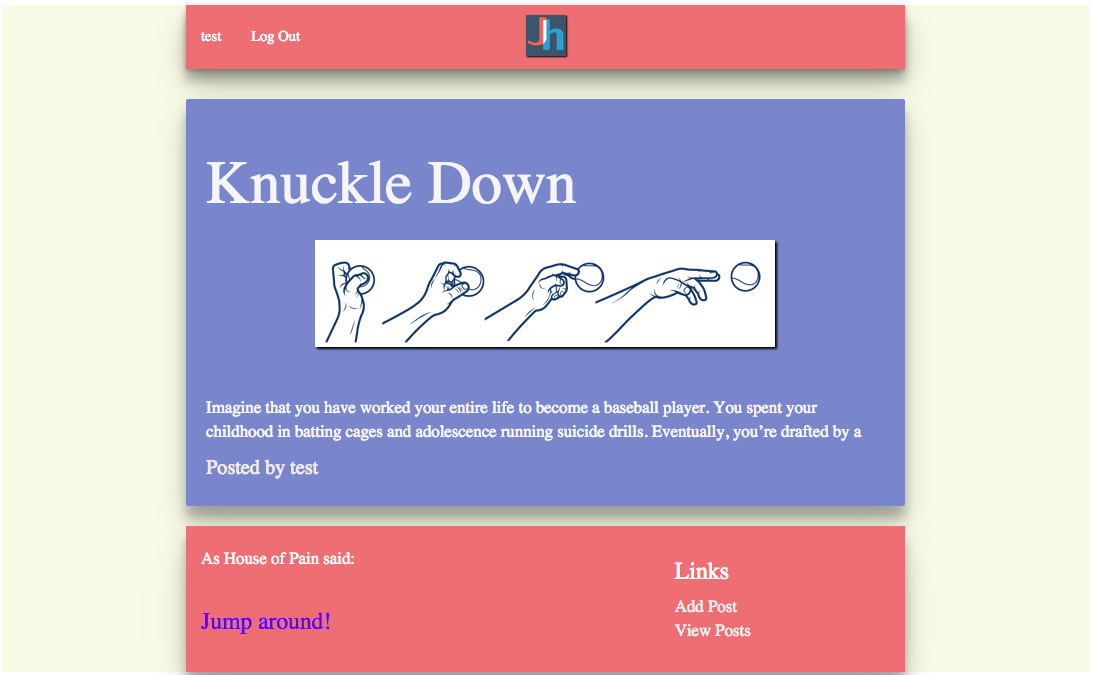 test Log Out Jh
Knuckle Down
Imagine that you have worked your entire life to become a baseball player. You spent your
childhood in batting cages and adolescence running suicide drills. Eventually, you’re drafted by a
Posted by test
As House of Pain said:
Jump around!
Links
Add Post
View Posts